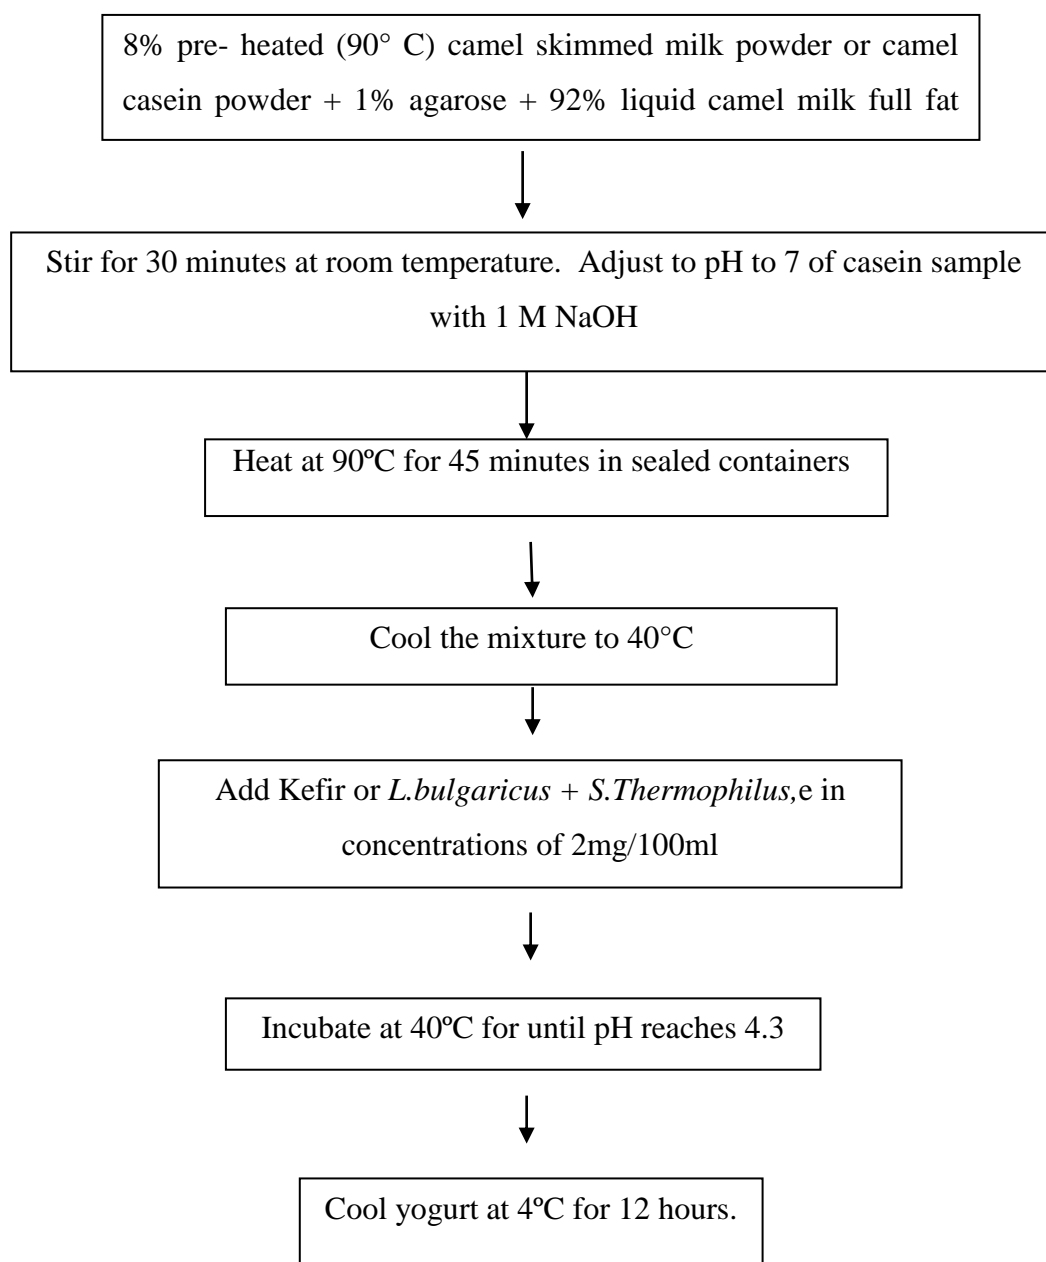 8% pre- heated (90° C) camel skimmed milk powder or camel
casein powder + 1% agarose + 92% liquid camel milk full fat
Stir for 30 minutes at room temperature.  Adjust to pH to 7 of casein sample
with 1 M NaOH
Heat at 90ºC for 45 minutes in sealed containers
Cool the mixture to 40°C
Add Kefir or L.bulgaricus + S.Thermophilus,e in
concentrations of 2mg/100ml
Incubate at 40ºC for until pH reaches 4.3
Cool yogurt at 4ºC for 12 hours.